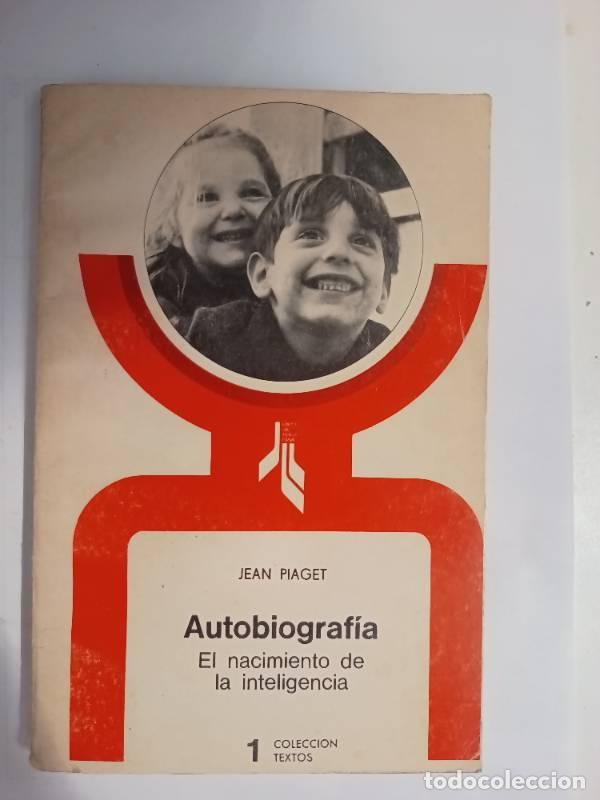 JEAN PIAGET
Autobiografía
El nacimiento de
la inteligencia
1 COLECCION
TEXTOS
todocoleccion